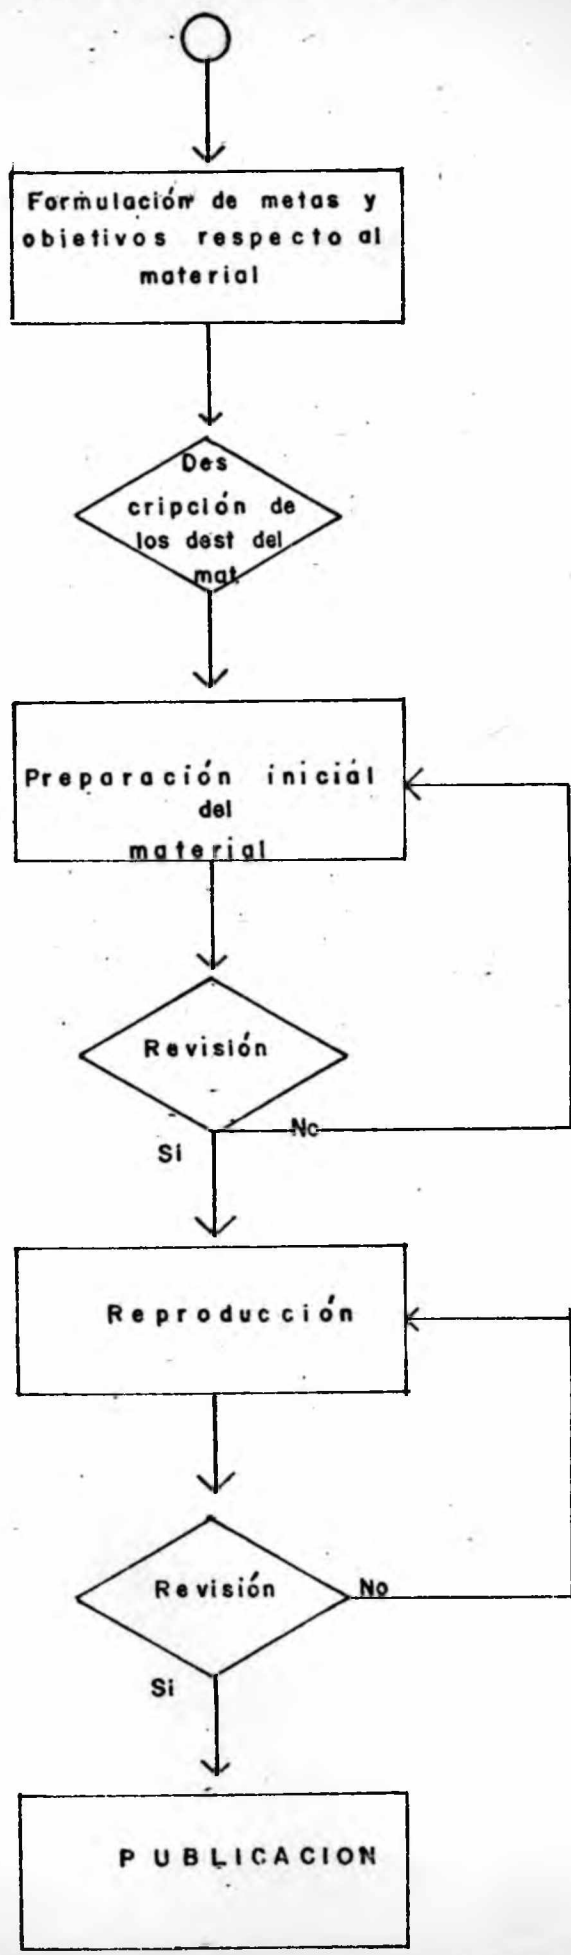 Formulación de metas y
objetivos respecto al
material
Des
cripción de
los dest del
mat.
Preparación inicial
del
material
Revisión
No
Si
Reproducción
Revisión
No
Si
PUBLICACION